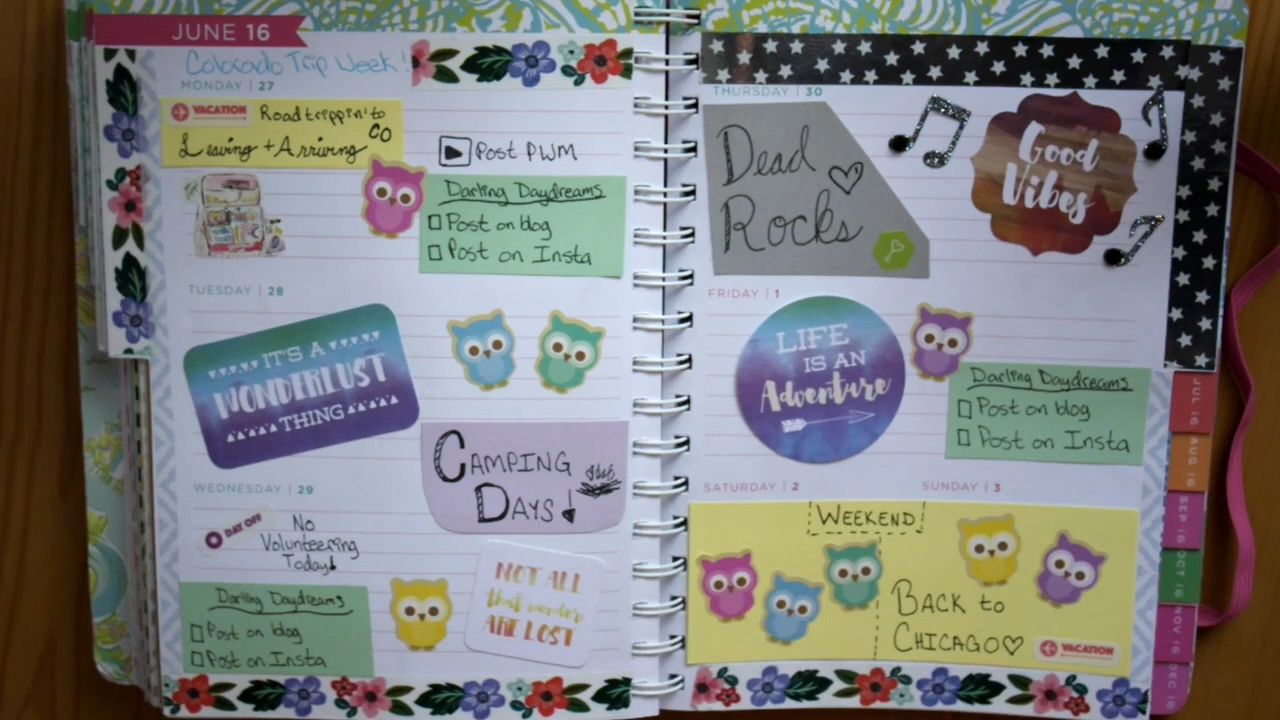 JUNE 16
Colorado Trip Week!
MONDAY | 27
VACATION Roadtrippin' to
CO
Leaving + Arriving
Post PWM
Darling Daydreams
Post on blog
Post on Insta
TUESDAY | 28
IT'S A
WONDERLUST
THING
CAMPING
DAYS!
WEDNESDAY | 29
DAY OFF
No
Volunteering
Today!
Darling Daydreams
Post on blog
Post on Insta
NOT ALL
that wander
ARE LOST
THURSDAY | 30
Dead
Rocks
Good
Vibes
FRIDAY | 1
LIFE
IS AN
Adventure
Darling Daydreams
Post on blog
Post on Insta
SATURDAY | 2
SUNDAY | 3
WEEKEND
BACK to
CHICAGO
VACATION
JUL 16
AUG 16
SEP 16
OCT 16
NOV 16
DEC 16